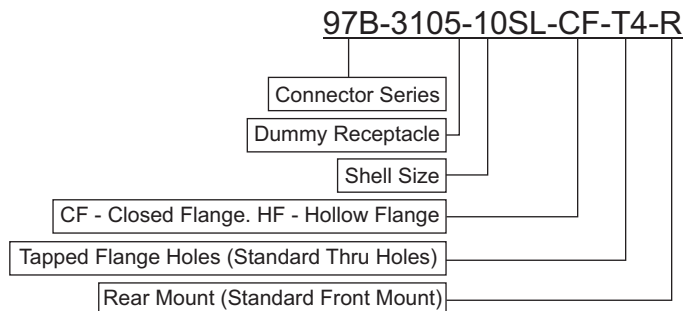 97B-3105-10SL-CF-T4-R
Connector Series
Dummy Receptacle
Shell Size
CF - Closed Flange. HF - Hollow Flange
Tapped Flange Holes (Standard Thru Holes)
Rear Mount (Standard Front Mount)